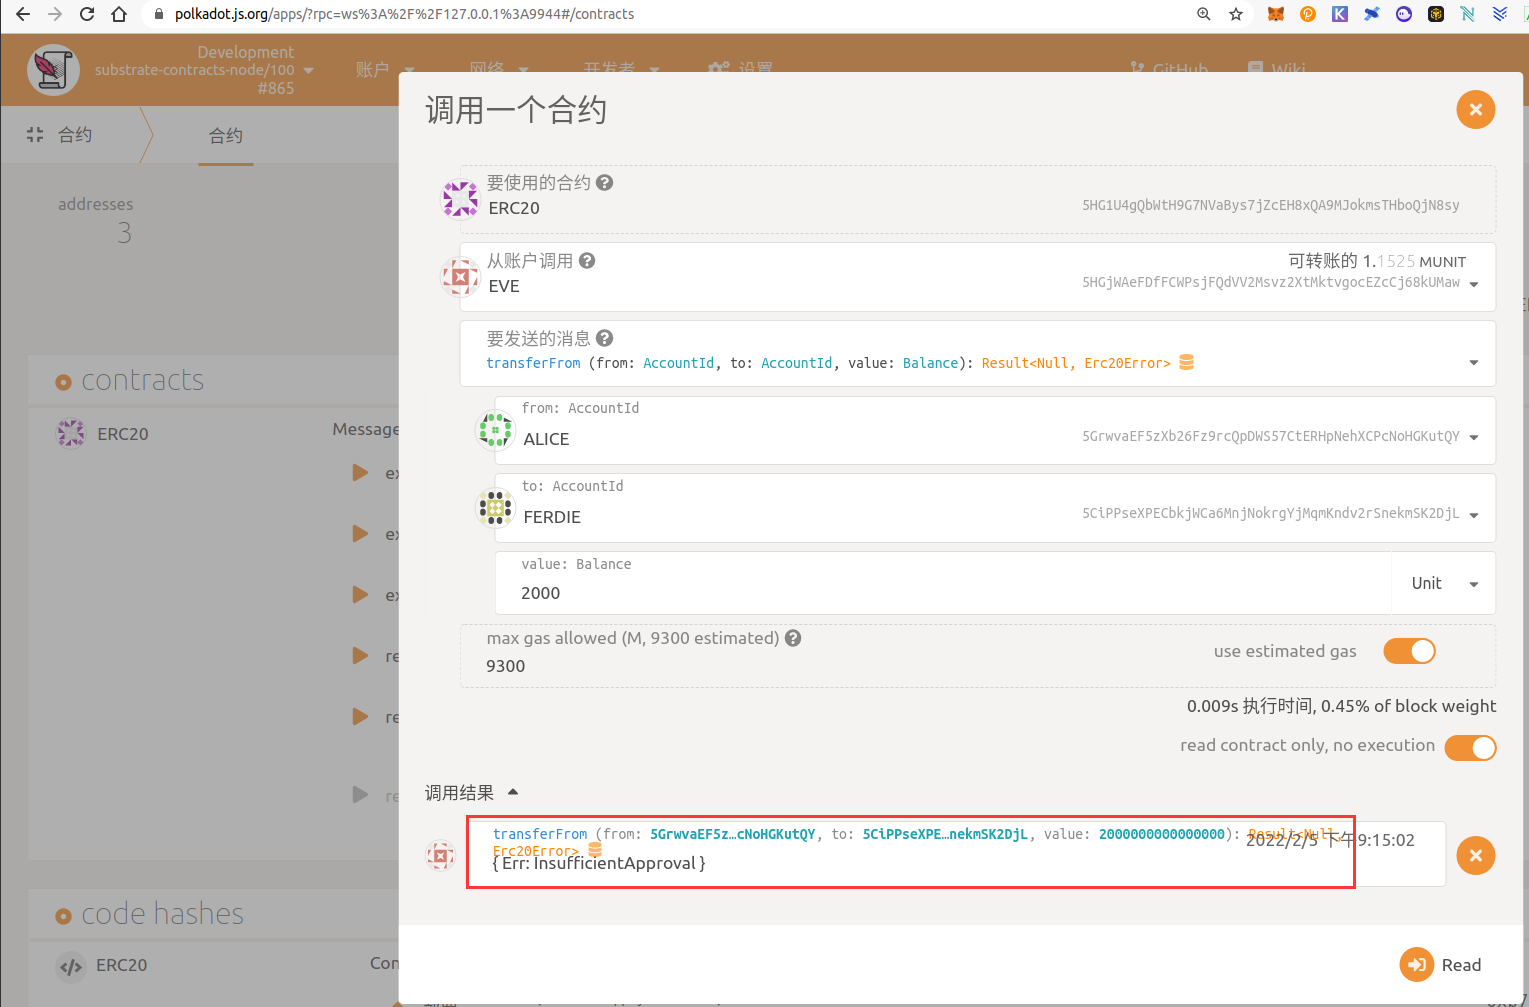 polkadot.js.org/apps/?rpc=ws%3A%2F%2F127.0.0.1%3A9944#/contracts
Development
substrate-contracts-node/100
#865
账户
网络
开发者
设置
GitHub
Wiki
合约
合约
addresses
3
contracts
ERC20
Message
ex
ex
ex
re
re
re
code hashes
ERC20
Con
调用一个合约
要使用的合约
ERC20
5HG1U4gQbWtH9G7NVaBys7jZcEH8xQA9MJokmsTHboQjN8sy
从账户调用
可转账的 1.1525 MUNIT
EVE
5HGjWAeFDfFCWPsjFQdVV2Msvz2XtMktvgocEZcCj68kUMaw
要发送的消息
transferFrom (from: AccountId, to: AccountId, value: Balance): Result<Null, Erc20Error>
from: AccountId
ALICE
5GrwvaEF5zXb26Fz9rcQpDWS57CtERHpNehXCPcNoHGKutQY
to: AccountId
FERDIE
5CiPPseXPECbkjWCa6MnjNokrgYjMqmKndv2rSnekmSK2DjL
value: Balance
2000
Unit
max gas allowed (M, 9300 estimated)
9300
use estimated gas
0.009s 执行时间, 0.45% of block weight
read contract only, no execution
调用结果
transferFrom (from: 5GrwvaEF5z…cNoHGKutQY, to: 5CiPPseXPE…nekmSK2DjL, value: 2000000000000000): Result<Null,
Erc20Error>
2022/2/5 下午9:15:02
{ Err: InsufficientApproval }
Read